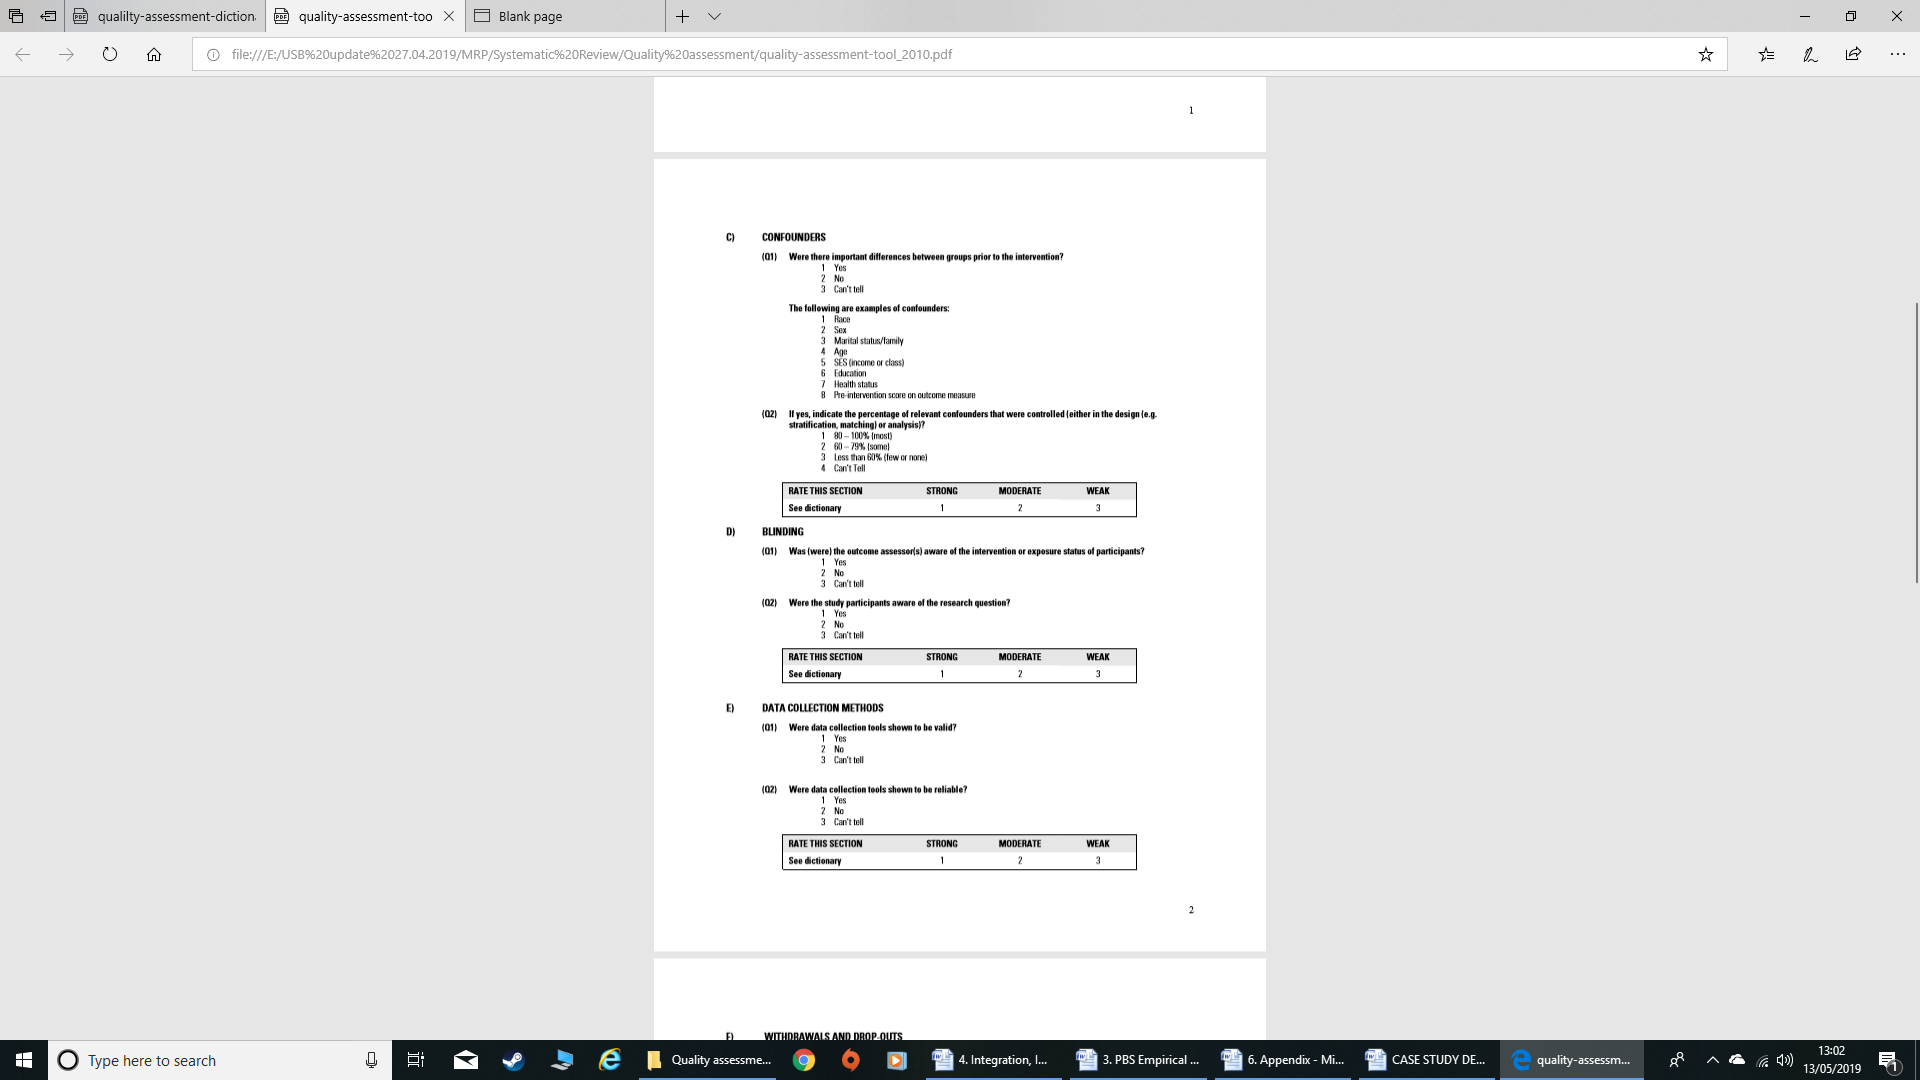 qualilty-assessment-diction
quality-assessment-too
Blank page
file:///E:/USB%20update%2027.04.2019/MRP/Systematic%20Review/Quality%20assessment/quality-assessment-tool_2010.pdf
1
C) CONFOUNDERS
(Q1) Were there important differences between groups prior to the intervention?
1 Yes
2 No
3 Can't tell
The following are examples of confounders:
1 Race
2 Sex
3 Marital status/family
4 Age
5 SES (income or class)
6 Education
7 Health status
8 Pre-intervention score on outcome measure
(Q2) If yes, indicate the percentage of relevant confounders that were controlled (either in the design (e.g.
stratification, matching) or analysis)?
1 80 – 100% (most)
2 60 – 79% (some)
3 Less than 60% (few or none)
4 Can't Tell
RATE THIS SECTION STRONG MODERATE WEAK
See dictionary 1 2 3
D) BLINDING
(Q1) Was (were) the outcome assessor(s) aware of the intervention or exposure status of participants?
1 Yes
2 No
3 Can't tell
(Q2) Were the study participants aware of the research question?
1 Yes
2 No
3 Can't tell
RATE THIS SECTION STRONG MODERATE WEAK
See dictionary 1 2 3
E) DATA COLLECTION METHODS
(Q1) Were data collection tools shown to be valid?
1 Yes
2 No
3 Can't tell
(Q2) Were data collection tools shown to be reliable?
1 Yes
2 No
3 Can't tell
RATE THIS SECTION STRONG MODERATE WEAK
See dictionary 1 2 3
2
F) WITHDRAWALS AND DROP-OUTS
Type here to search
Quality assessme...
4. Integration, I...
3. PBS Empirical ...
6. Appendix - Mi...
CASE STUDY DE...
quality-assessm...
13:02
13/05/2019
1